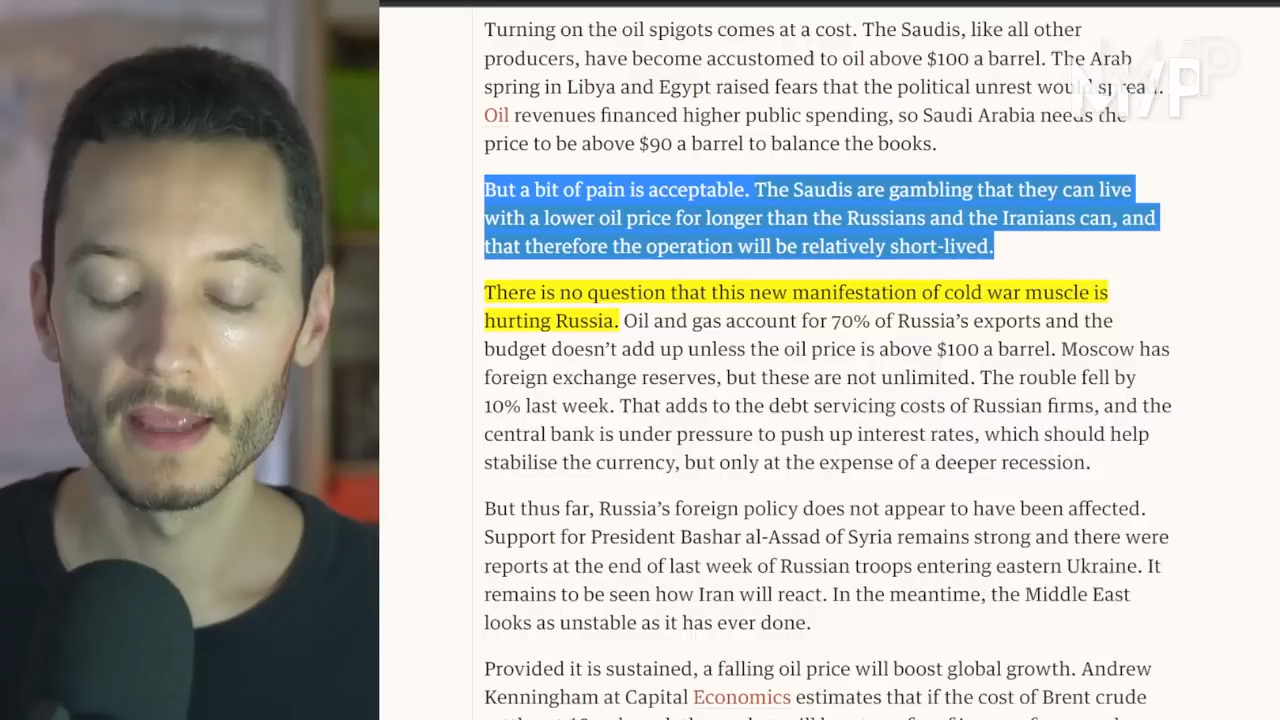 Turning on the oil spigots comes at a cost. The Saudis, like all other
producers, have become accustomed to oil above $100 a barrel. The Arab
spring in Libya and Egypt raised fears that the political unrest would spread.
Oil revenues financed higher public spending, so Saudi Arabia needs the
price to be above $90 a barrel to balance the books.
But a bit of pain is acceptable. The Saudis are gambling that they can live
with a lower oil price for longer than the Russians and the Iranians can, and
that therefore the operation will be relatively short-lived.
There is no question that this new manifestation of cold war muscle is
hurting Russia. Oil and gas account for 70% of Russia's exports and the
budget doesn't add up unless the oil price is above $100 a barrel. Moscow has
foreign exchange reserves, but these are not unlimited. The rouble fell by
10% last week. That adds to the debt servicing costs of Russian firms, and the
central bank is under pressure to push up interest rates, which should help
stabilise the currency, but only at the expense of a deeper recession.
But thus far, Russia's foreign policy does not appear to have been affected.
Support for President Bashar al-Assad of Syria remains strong and there were
reports at the end of last week of Russian troops entering eastern Ukraine. It
remains to be seen how Iran will react. In the meantime, the Middle East
looks as unstable as it has ever done.
Provided it is sustained, a falling oil price will boost global growth. Andrew
Kenningham at Capital Economics estimates that if the cost of Brent crude